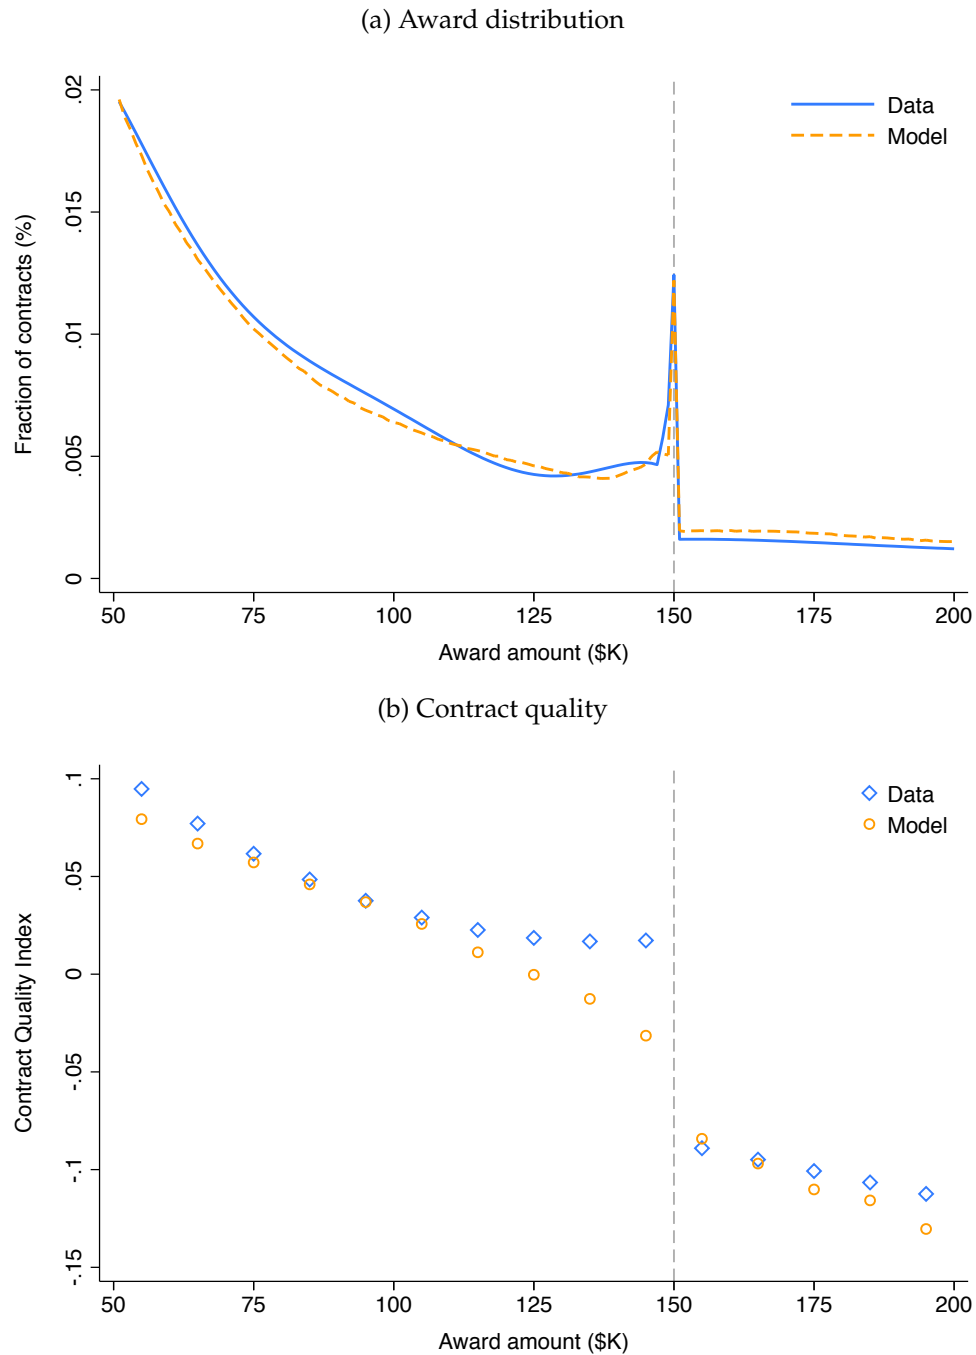 (a) Award distribution
Data
Model
Fraction of contracts (%)
.02
.015
.01
.005
0
50 75 100 125 150 175 200
Award amount ($K)
(b) Contract quality
Data
Model
Contract Quality Index
.1
.05
0
-.05
-.1
-.15
50 75 100 125 150 175 200
Award amount ($K)